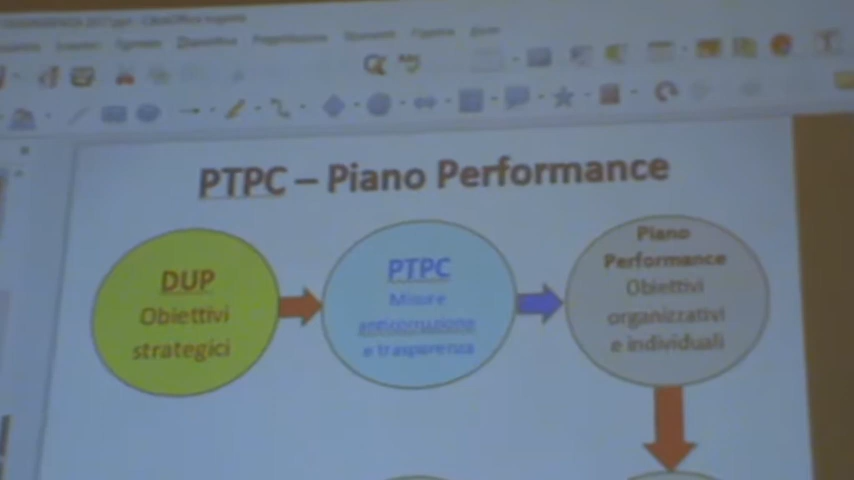 PTPC – Piano Performance
DUP
Obiettivi
strategici
PTPC
Misure
anticorruzione
e trasparenza
Piano
Performance
Obiettivi
organizzativi
e individuali